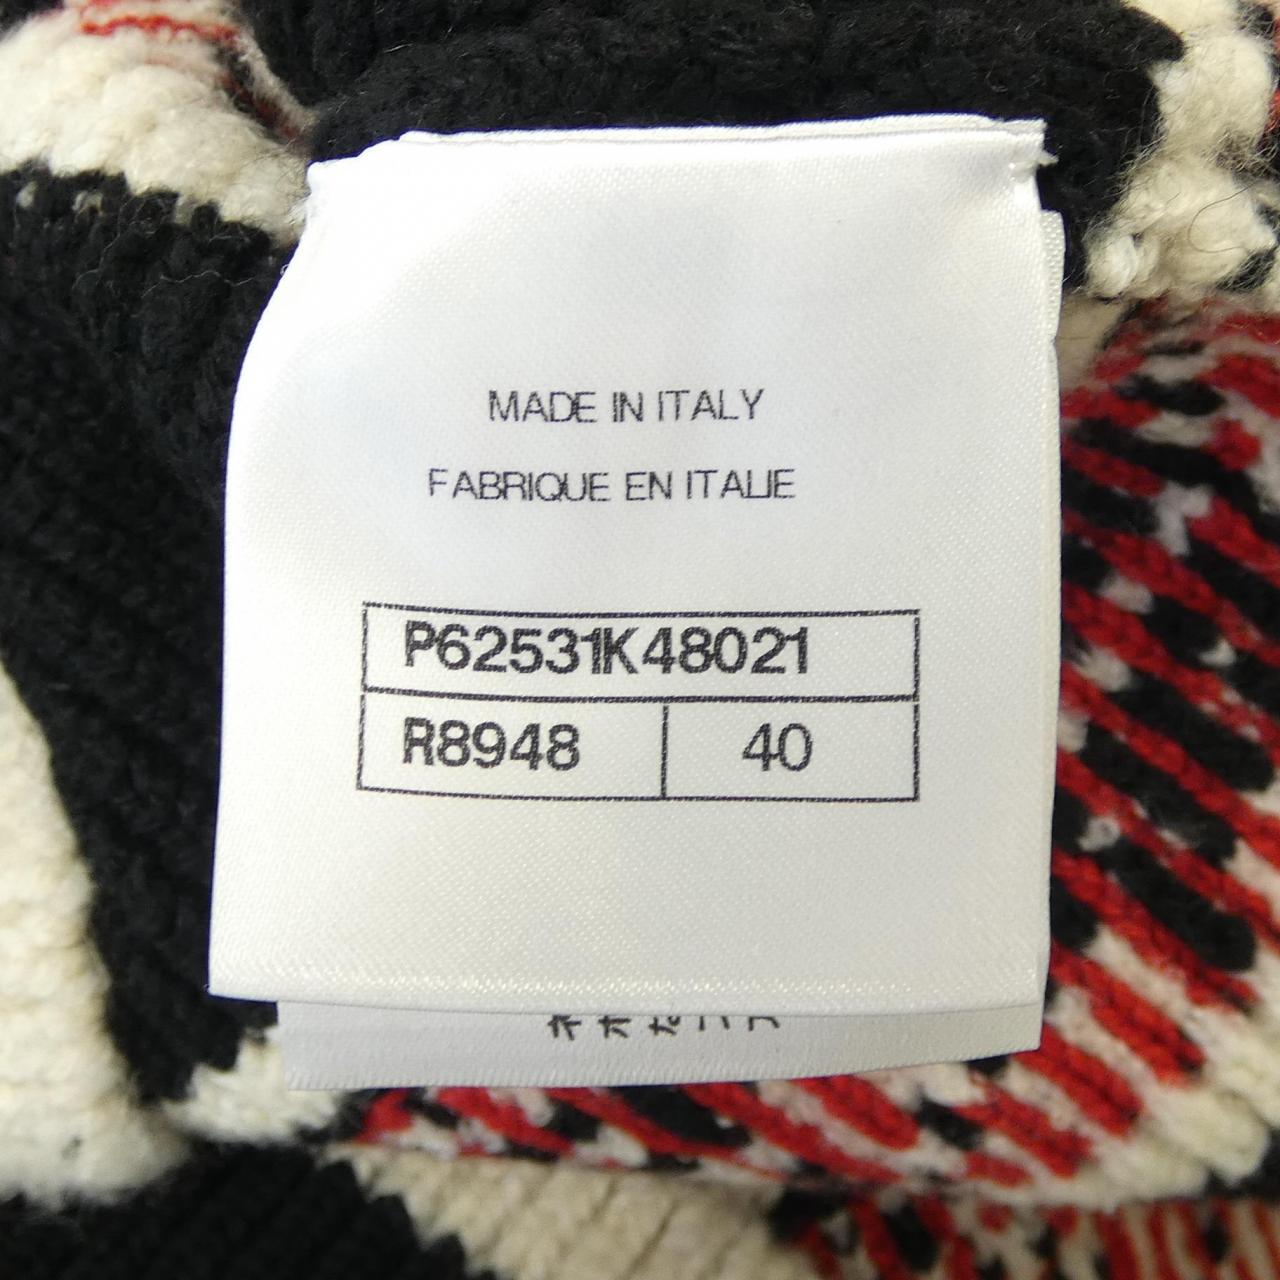 MADE IN ITALY
FABRIQUE EN ITALIE
P62531K48021
R8948 40